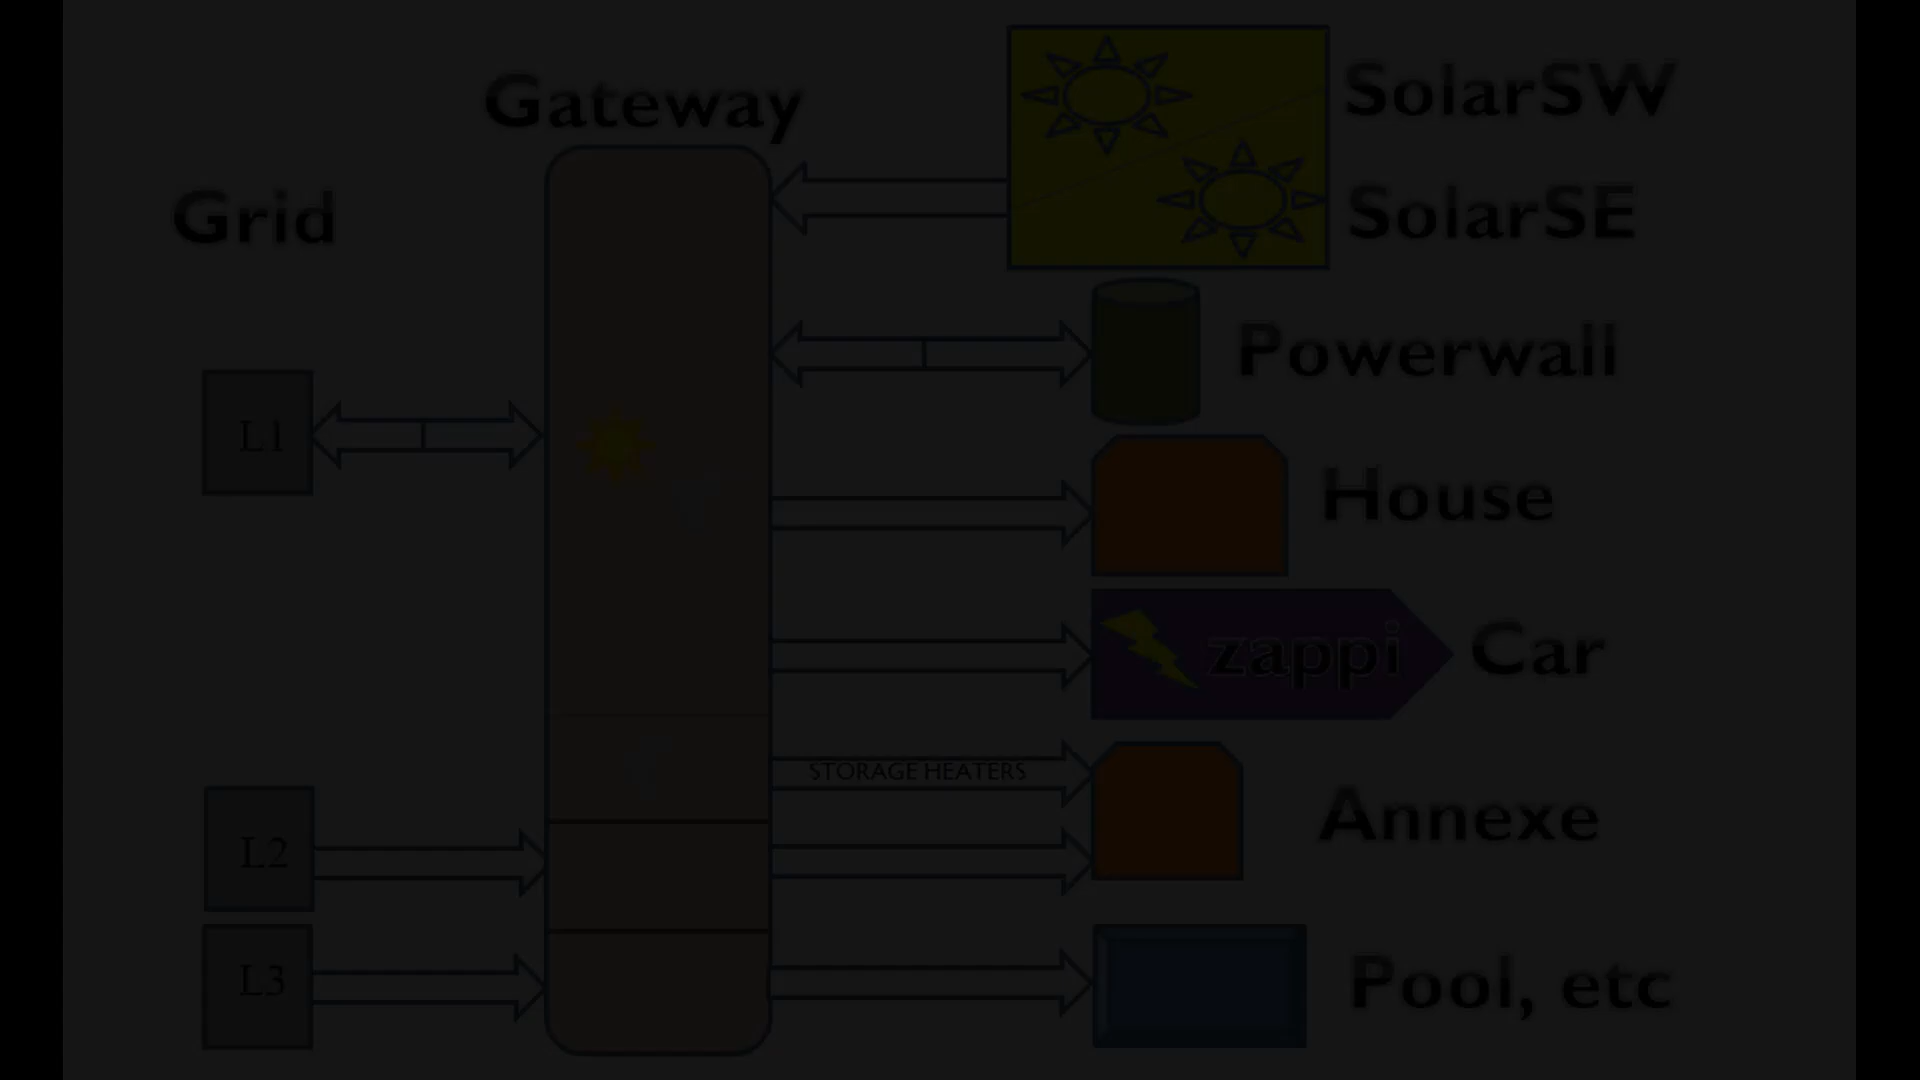 Gateway
Grid
SolarSW
SolarSE
Powerwall
L1
House
zappi
Car
STORAGE HEATERS
Annexe
L2
L3
Pool, etc